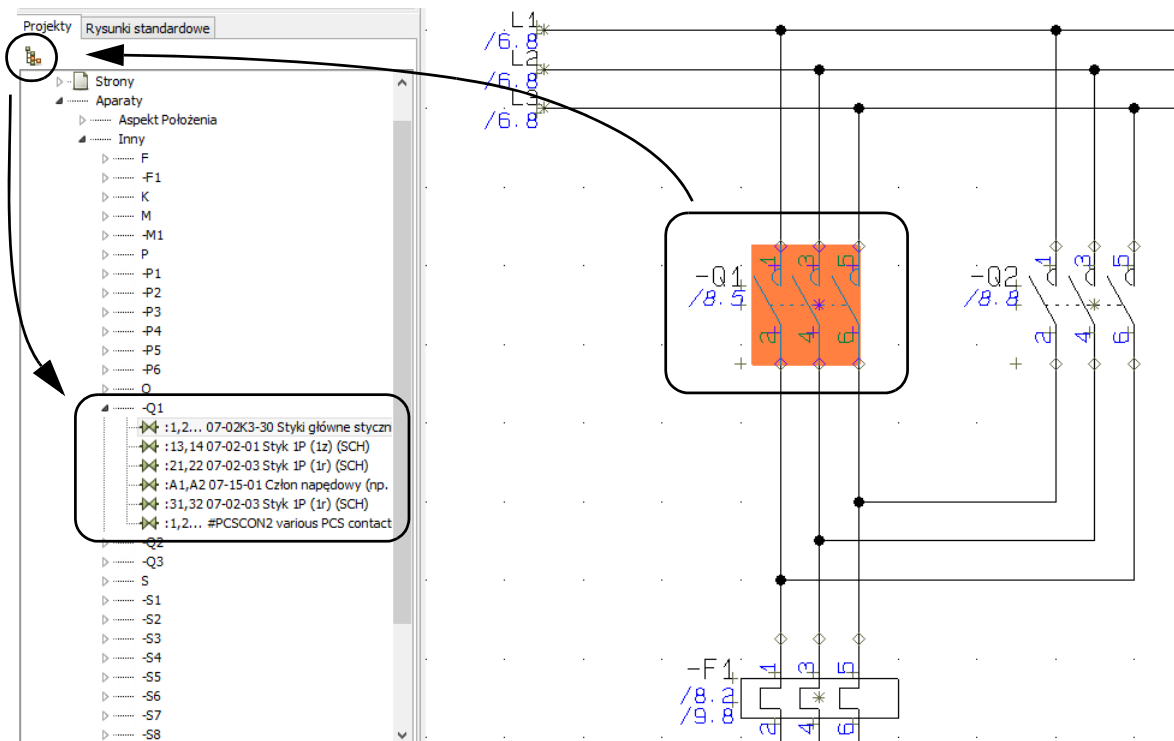 Projekty
Rysunki standardowe
Strony
Aparaty
Aspekt Położenia
Inny
F
-F1
K
M
-M1
P
-P1
-P2
-P3
-P4
-P5
-P6
Q
-Q1
:1,2... 07-02K3-30 Styki główne styczn
:13,14 07-02-01 Styk 1P (1z) (SCH)
:21,22 07-02-03 Styk 1P (1r) (SCH)
:A1,A2 07-15-01 Człon napędowy (np.
:31,32 07-02-03 Styk 1P (1r) (SCH)
:1,2... #PCSCON2 various PCS contact
-Q2
-Q3
S
-S1
-S2
-S3
-S4
-S5
-S6
-S7
-S8
L1
/6.8
L2
/6.8
L3
/6.8
-Q1
/8.5
1 3 5
2 4 6
-Q2
/8.8
1 3 5
2 4 6
-F1
/8.2
/9.8
1 3 5
2 4 6